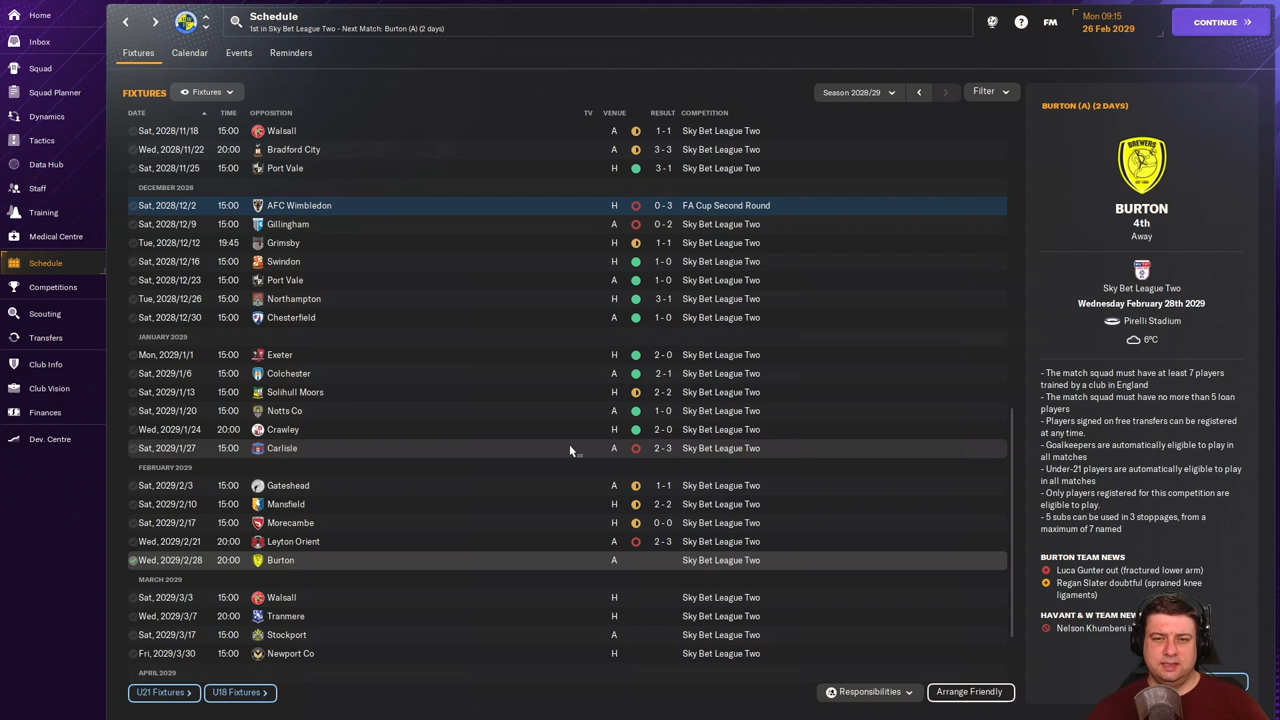 Home
Inbox
Squad
Squad Planner
Dynamics
Tactics
Data Hub
Staff
Training
Medical Centre
Schedule
Competitions
Scouting
Transfers
Club Info
Club Vision
Finances
Dev. Centre
Schedule
1st in Sky Bet League Two - Next Match: Burton (A) (2 days)
FM
Mon 09:15
26 Feb 2029
CONTINUE
Fixtures
Calendar
Events
Reminders
FIXTURES
Fixtures
Season 2028/29
Filter
DATE TIME OPPOSITION TV VENUE RESULT COMPETITION
Sat, 2028/11/18 15:00 Walsall A 1 - 1 Sky Bet League Two
Wed, 2028/11/22 20:00 Bradford City A 3 - 3 Sky Bet League Two
Sat, 2028/11/25 15:00 Port Vale H 3 - 1 Sky Bet League Two
DECEMBER 2028
Sat, 2028/12/2 15:00 AFC Wimbledon H 0 - 3 FA Cup Second Round
Sat, 2028/12/9 15:00 Gillingham A 0 - 2 Sky Bet League Two
Tue, 2028/12/12 19:45 Grimsby H 1 - 1 Sky Bet League Two
Sat, 2028/12/16 15:00 Swindon H 1 - 0 Sky Bet League Two
Sat, 2028/12/23 15:00 Port Vale A 1 - 0 Sky Bet League Two
Tue, 2028/12/26 15:00 Northampton H 3 - 1 Sky Bet League Two
Sat, 2028/12/30 15:00 Chesterfield A 1 - 0 Sky Bet League Two
JANUARY 2029
Mon, 2029/1/1 15:00 Exeter H 2 - 0 Sky Bet League Two
Sat, 2029/1/6 15:00 Colchester A 2 - 1 Sky Bet League Two
Sat, 2029/1/13 15:00 Solihull Moors H 2 - 2 Sky Bet League Two
Sat, 2029/1/20 15:00 Notts Co A 1 - 0 Sky Bet League Two
Wed, 2029/1/24 20:00 Crawley H 2 - 0 Sky Bet League Two
Sat, 2029/1/27 15:00 Carlisle A 2 - 3 Sky Bet League Two
FEBRUARY 2029
Sat, 2029/2/3 15:00 Gateshead A 1 - 1 Sky Bet League Two
Sat, 2029/2/10 15:00 Mansfield H 2 - 2 Sky Bet League Two
Sat, 2029/2/17 15:00 Morecambe H 0 - 0 Sky Bet League Two
Wed, 2029/2/21 20:00 Leyton Orient A 2 - 3 Sky Bet League Two
Wed, 2029/2/28 20:00 Burton A Sky Bet League Two
MARCH 2029
Sat, 2029/3/3 15:00 Walsall H Sky Bet League Two
Wed, 2029/3/7 20:00 Tranmere H Sky Bet League Two
Sat, 2029/3/17 15:00 Stockport A Sky Bet League Two
Fri, 2029/3/30 15:00 Newport Co H Sky Bet League Two
APRIL 2029
U21 Fixtures
U18 Fixtures
Responsibilities
Arrange Friendly
BURTON (A) (2 DAYS)
BREWERS
BURTON
4th
Away
Sky Bet League Two
Wednesday February 28th 2029
Pirelli Stadium
6ºC
- The match squad must have at least 7 players
trained by a club in England
- The match squad must have no more than 5 loan
players
- Players signed on free transfers can be registered
at any time.
- Goalkeepers are automatically eligible to play in
all matches
- Under-21 players are automatically eligible to play
in all matches
- Only players registered for this competition are
eligible to play.
- 5 subs can be used in 3 stoppages, from a
maximum of 7 named
BURTON TEAM NEWS
Luca Gunter out (fractured lower arm)
Regan Slater doubtful (sprained knee
ligaments)
HAVANT & W TEAM NEW
Nelson Khumbeni